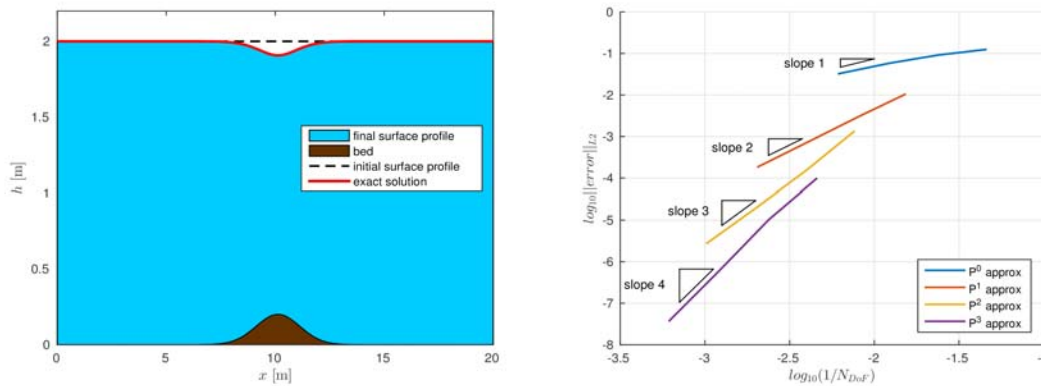 2
1.5
1
0.5
0
h [m]
0
5
10
15
20
x [m]
final surface profile
bed
initial surface profile
exact solution
-0
-1
-2
-3
-4
-5
-6
-7
-8
log10||error||L2
slope 1
slope 2
slope 3
slope 4
P0 approx
P1 approx
P2 approx
P3 approx
-3.5
-3
-2.5
-2
-1.5
-1
log10(1/NDoF)